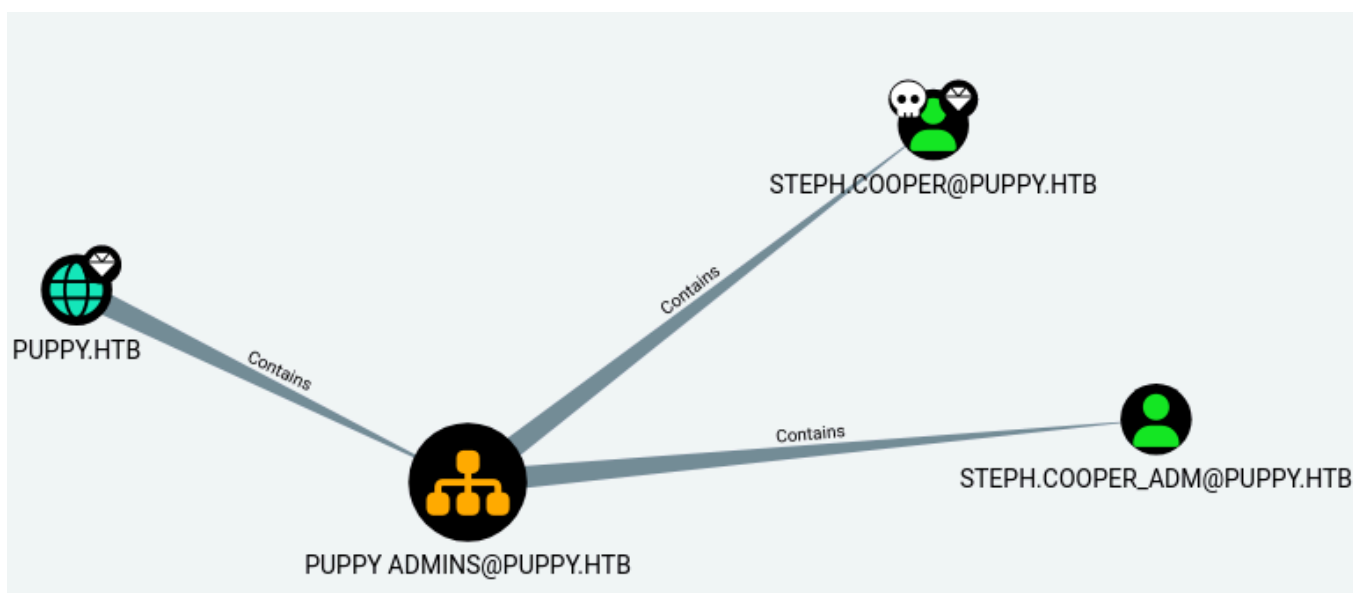 STEPH.COOPER@PUPPY.HTB
Contains
PUPPY.HTB
Contains
Contains
STEPH.COOPER_ADM@PUPPY.HTB
PUPPY ADMINS@PUPPY.HTB